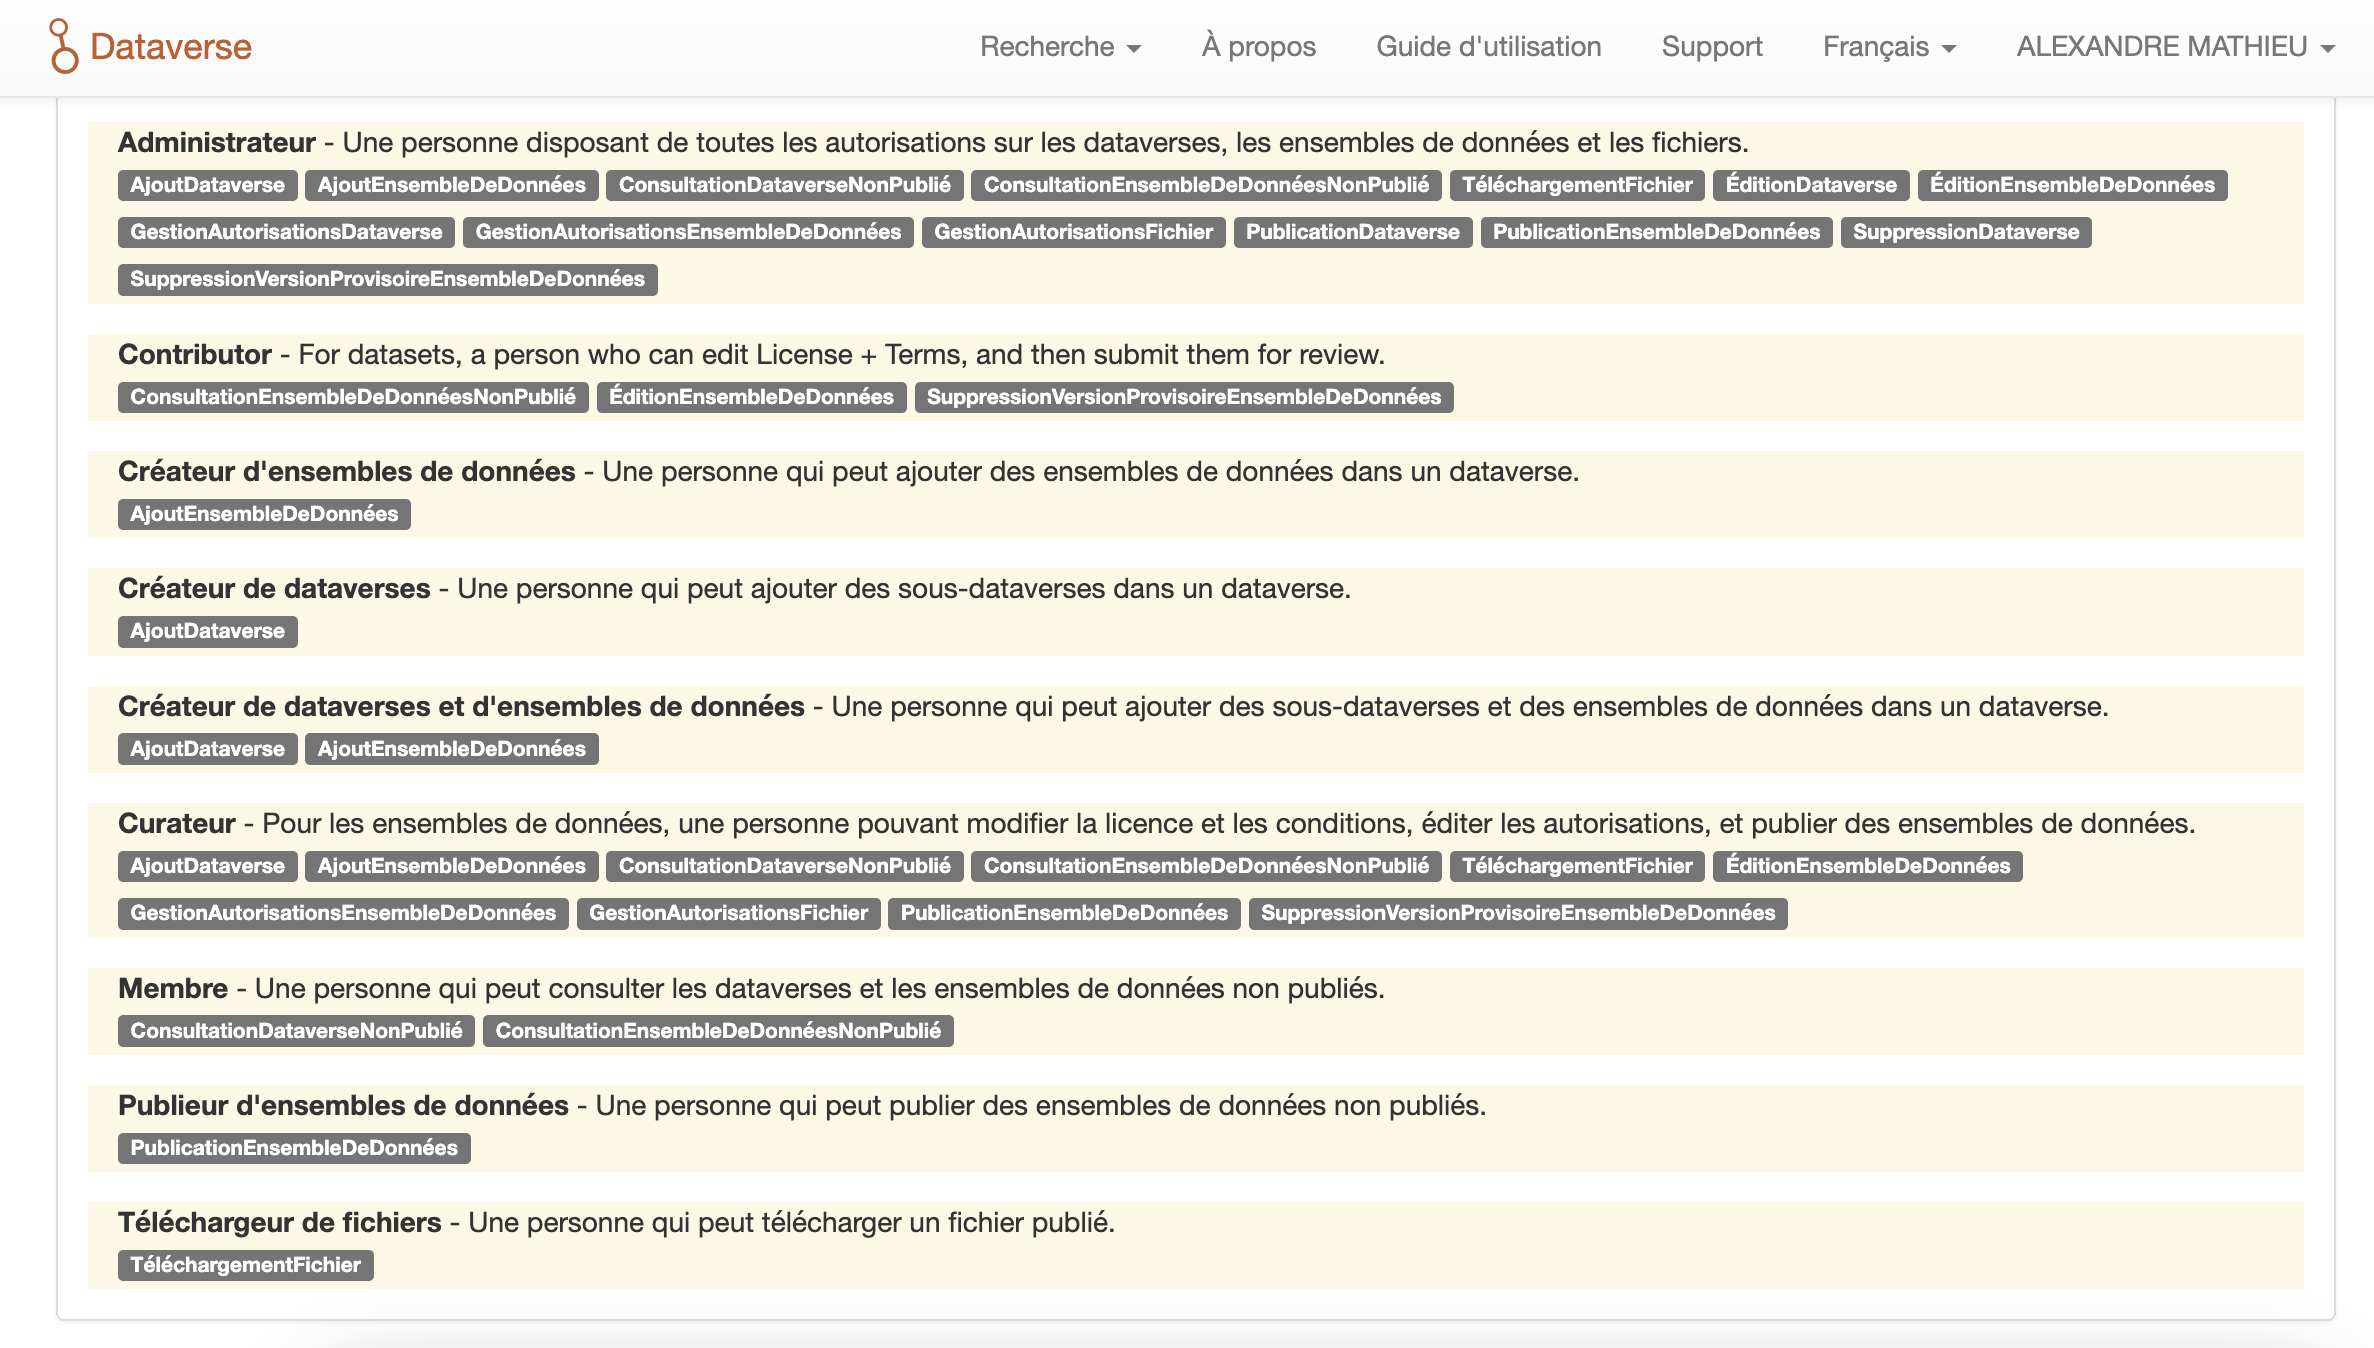 Dataverse
Recherche À propos Guide d'utilisation Support Français ALEXANDRE MATHIEU
Administrateur - Une personne disposant de toutes les autorisations sur les dataverses, les ensembles de données et les fichiers.
AjoutDataverse AjoutEnsembleDeDonnées ConsultationDataverseNonPublié ConsultationEnsembleDeDonnéesNonPublié TéléchargementFichier ÉditionDataverse ÉditionEnsembleDeDonnées
GestionAutorisationsDataverse GestionAutorisationsEnsembleDeDonnées GestionAutorisationsFichier PublicationDataverse PublicationEnsembleDeDonnées SuppressionDataverse
SuppressionVersionProvisoireEnsembleDeDonnées
Contributor - For datasets, a person who can edit License + Terms, and then submit them for review.
ConsultationEnsembleDeDonnéesNonPublié ÉditionEnsembleDeDonnées SuppressionVersionProvisoireEnsembleDeDonnées
Créateur d'ensembles de données - Une personne qui peut ajouter des ensembles de données dans un dataverse.
AjoutEnsembleDeDonnées
Créateur de dataverses - Une personne qui peut ajouter des sous-dataverses dans un dataverse.
AjoutDataverse
Créateur de dataverses et d'ensembles de données - Une personne qui peut ajouter des sous-dataverses et des ensembles de données dans un dataverse.
AjoutDataverse AjoutEnsembleDeDonnées
Curateur - Pour les ensembles de données, une personne pouvant modifier la licence et les conditions, éditer les autorisations, et publier des ensembles de données.
AjoutDataverse AjoutEnsembleDeDonnées ConsultationDataverseNonPublié ConsultationEnsembleDeDonnéesNonPublié TéléchargementFichier ÉditionEnsembleDeDonnées
GestionAutorisationsEnsembleDeDonnées GestionAutorisationsFichier PublicationEnsembleDeDonnées SuppressionVersionProvisoireEnsembleDeDonnées
Membre - Une personne qui peut consulter les dataverses et les ensembles de données non publiés.
ConsultationDataverseNonPublié ConsultationEnsembleDeDonnéesNonPublié
Publieur d'ensembles de données - Une personne qui peut publier des ensembles de données non publiés.
PublicationEnsembleDeDonnées
Téléchargeur de fichiers - Une personne qui peut télécharger un fichier publié.
TéléchargementFichier